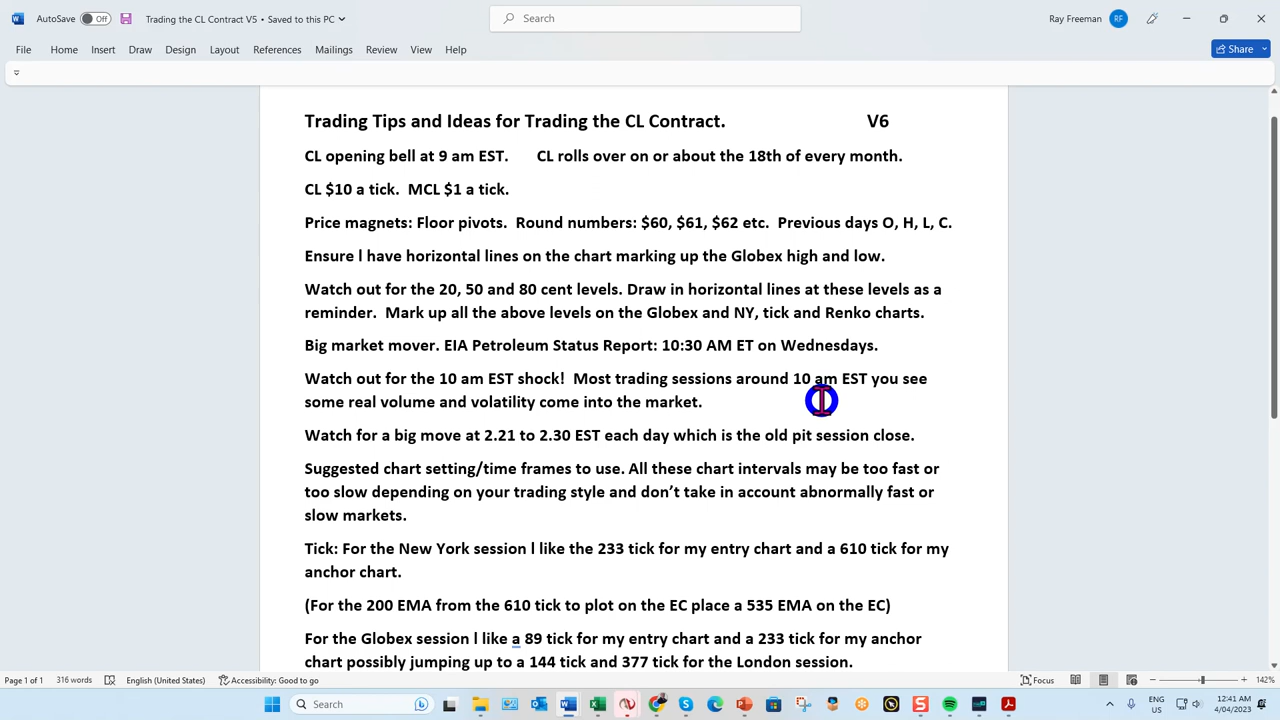 AutoSave Off Trading the CL Contract V5 • Saved to this PC Search Ray Freeman RF
File Home Insert Draw Design Layout References Mailings Review View Help Share
Trading Tips and Ideas for Trading the CL Contract. V6
CL opening bell at 9 am EST. CL rolls over on or about the 18th of every month.
CL $10 a tick. MCL $1 a tick.
Price magnets: Floor pivots. Round numbers: $60, $61, $62 etc. Previous days O, H, L, C.
Ensure l have horizontal lines on the chart marking up the Globex high and low.
Watch out for the 20, 50 and 80 cent levels. Draw in horizontal lines at these levels as a
reminder. Mark up all the above levels on the Globex and NY, tick and Renko charts.
Big market mover. EIA Petroleum Status Report: 10:30 AM ET on Wednesdays.
Watch out for the 10 am EST shock! Most trading sessions around 10 am EST you see
some real volume and volatility come into the market.
Watch for a big move at 2.21 to 2.30 EST each day which is the old pit session close.
Suggested chart setting/time frames to use. All these chart intervals may be too fast or
too slow depending on your trading style and don't take in account abnormally fast or
slow markets.
Tick: For the New York session l like the 233 tick for my entry chart and a 610 tick for my
anchor chart.
(For the 200 EMA from the 610 tick to plot on the EC place a 535 EMA on the EC)
For the Globex session l like a 89 tick for my entry chart and a 233 tick for my anchor
chart possibly jumping up to a 144 tick and 377 tick for the London session.
Page 1 of 1 316 words English (United States) Accessibility: Good to go Focus 142%
Search ENG US 12:41 AM 4/04/2023